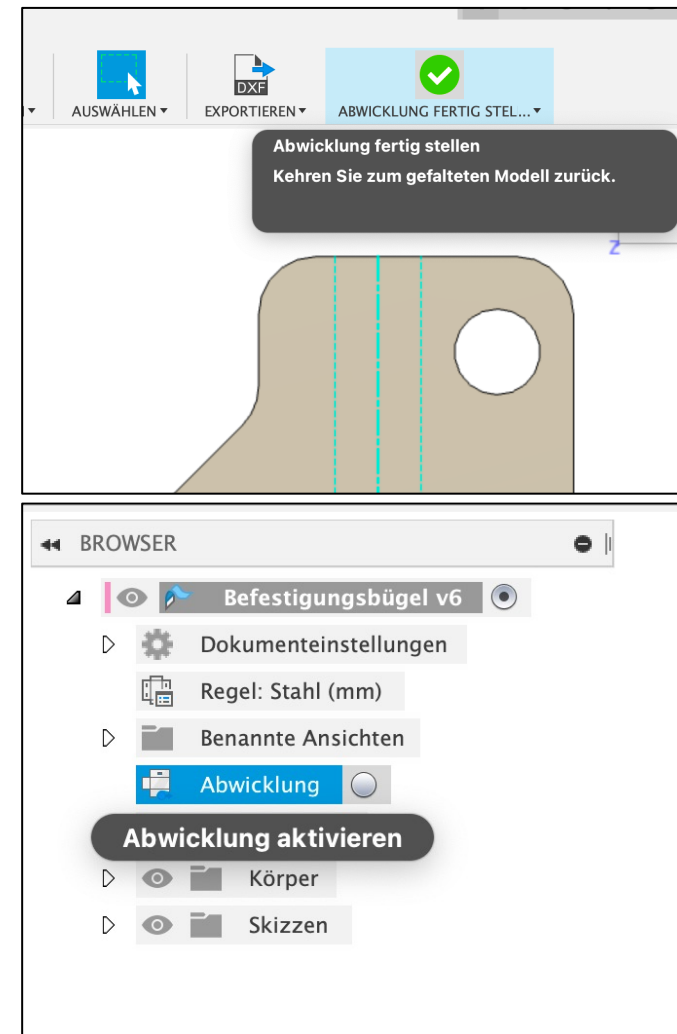 DXF
AUSWÄHLEN EXPORTIEREN ABWICKLUNG FERTIG STEL...
Abwicklung fertig stellen
Kehren Sie zum gefalteten Modell zurück.
Z
BROWSER
Befestigungsbügel v6
Dokumenteinstellungen
Regel: Stahl (mm)
Benannte Ansichten
Abwicklung
Abwicklung aktivieren
Körper
Skizzen